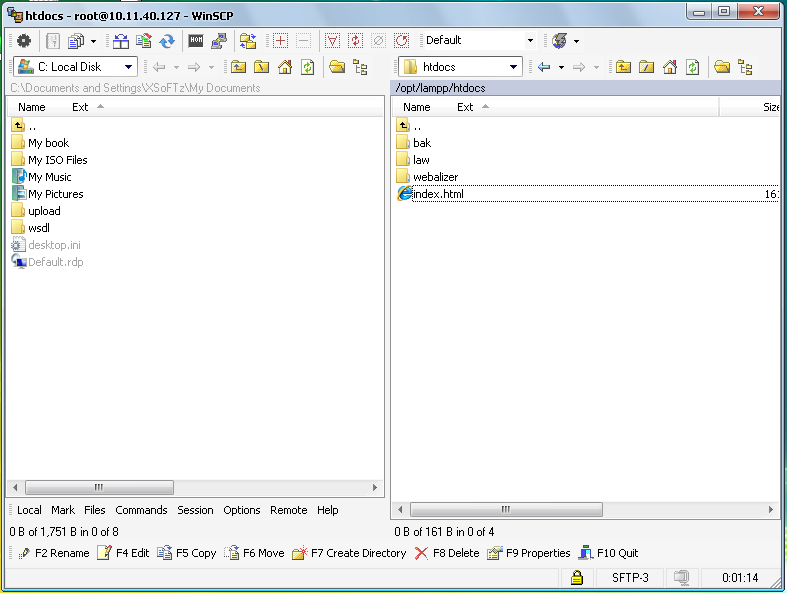 htdocs - root@10.11.40.127 - WinSCP
Default
C: Local Disk
htdocs
C:\Documents and Settings\XSoFTz\My Documents
/opt/lampp/htdocs
Name Ext
Name Ext Size
..
My book
My ISO Files
My Music
My Pictures
upload
wsdl
desktop.ini
Default.rdp
..
bak
law
webalizer
index.html 161
Local Mark Files Commands Session Options Remote Help
0 B of 1,751 B in 0 of 8
0 B of 161 B in 0 of 4
F2 Rename F4 Edit F5 Copy F6 Move F7 Create Directory F8 Delete F9 Properties F10 Quit
SFTP-3 0:01:14